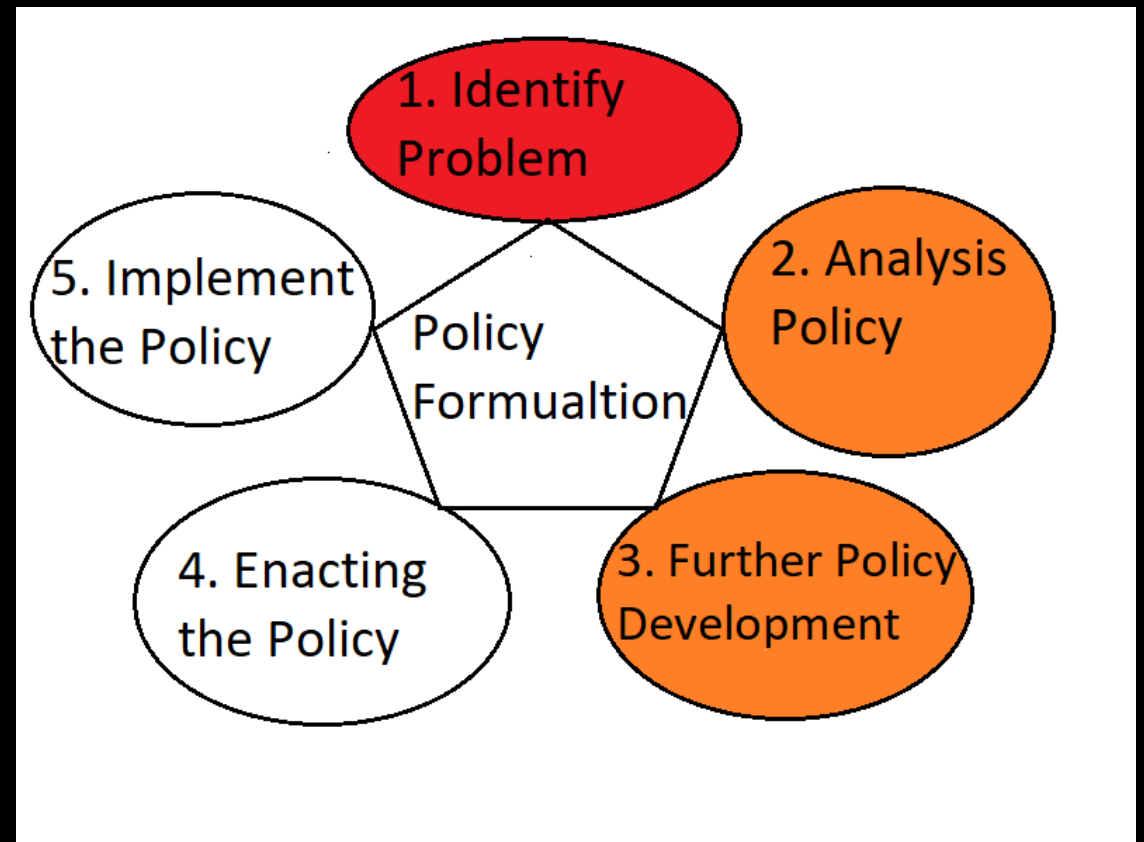 1. Identify
Problem
2. Analysis
Policy
3. Further Policy
Development
4. Enacting
the Policy
5. Implement
the Policy
Policy
Formualtion